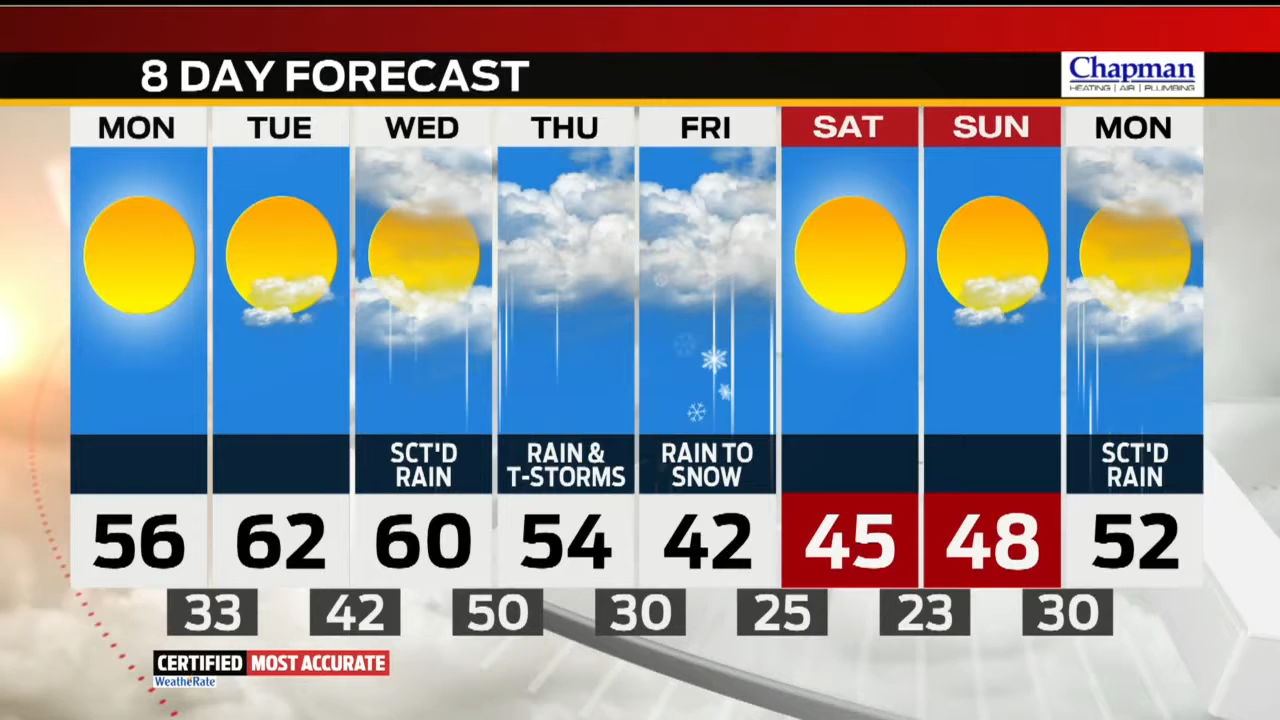 8 DAY FORECAST
Chapman
HEATING | AIR | PLUMBING
MON TUE WED THU FRI SAT SUN MON
SCT'D RAIN & RAIN TO SCT'D
RAIN T-STORMS SNOW RAIN
56 62 60 54 42 45 48 52
33 42 50 30 25 23 30
CERTIFIED MOST ACCURATE
WeatheRate